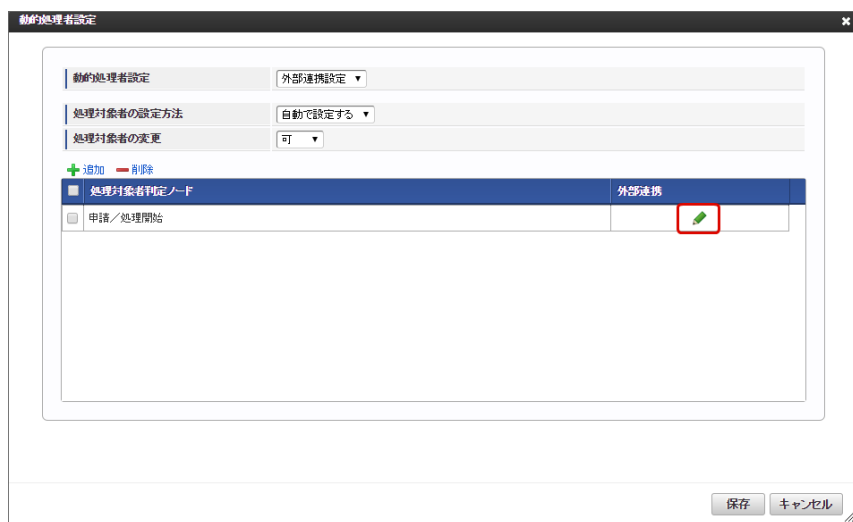 動的処理者設定
動的処理者設定 外部連携設定
処理対象者の設定方法 自動で設定する
処理対象者の変更 可
追加 削除
処理対象者判定ノード 外部連携
申請／処理開始
保存 キャンセル